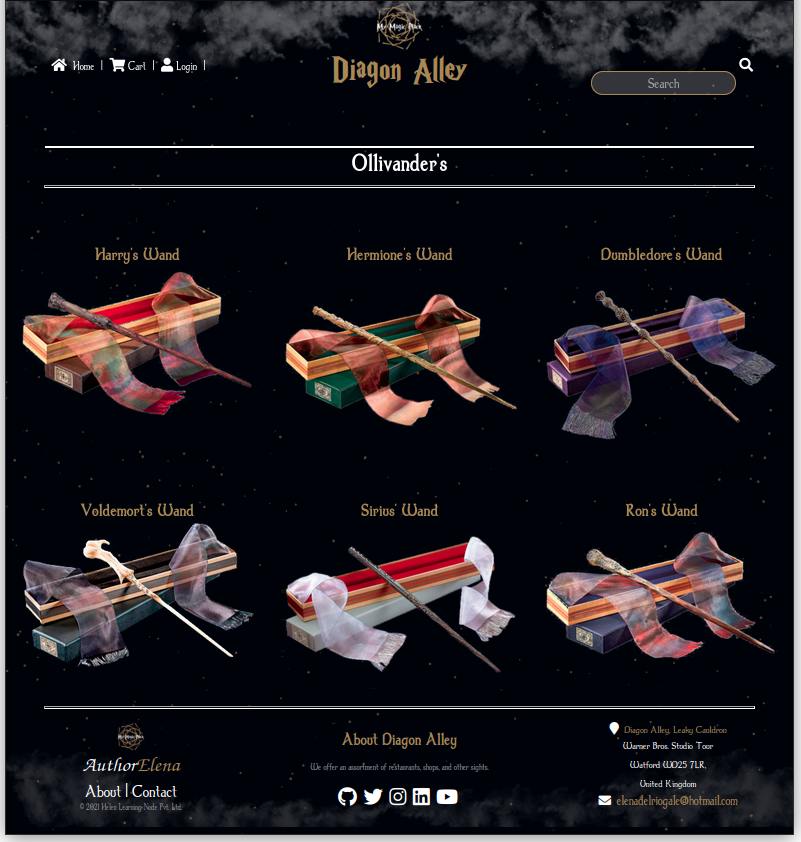 My Magic Place
Diagon Alley
Home | Cart | Login |
Search
Ollivander's
Harry's Wand
Hermione's Wand
Dumbledore's Wand
Voldemort's Wand
Sirius' Wand
Ron's Wand
AuthorElena
About | Contact
© 2021 Helen Learning-Node Pvt. Ltd.
About Diagon Alley
We offer an assortment of restaurants, shops, and other sights.
Diagon Alley, Leaky Cauldron
Warner Bros. Studio Tour
Watford WD25 7LR,
United Kingdom
elenadelriogale@hotmail.com